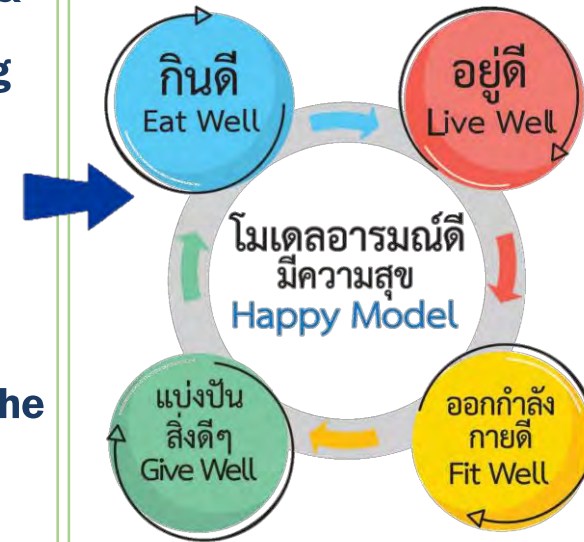 กินดี
Eat Well
อยู่ดี
Live Well
โมเดลอารมณ์ดี
มีความสุข
Happy Model
แบ่งปัน
สิ่งดีๆ
Give Well
ออกกำลัง
กายดี
Fit Well